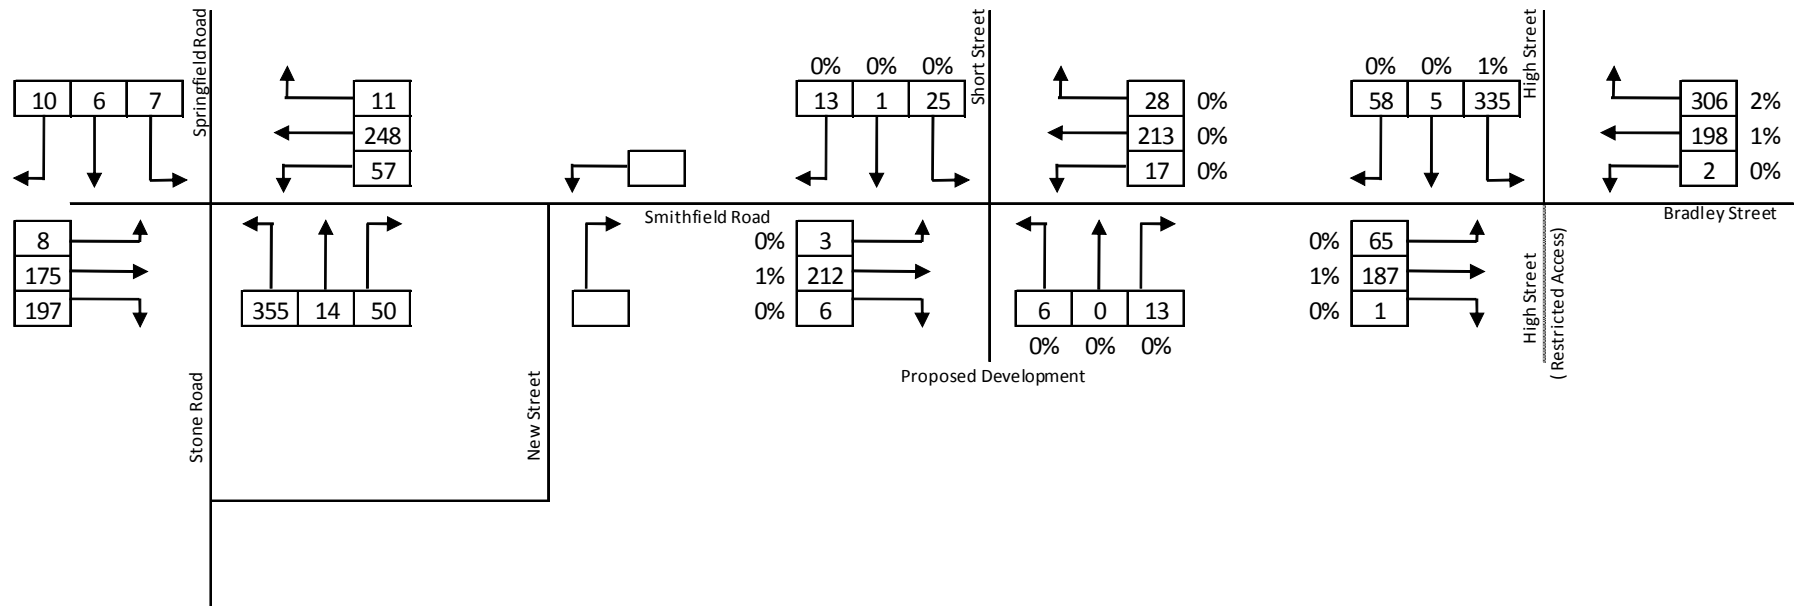 Springfield Road
Short Street
High Street
0% 0% 0%
0% 0% 1%
10 6 7
11
13 1 25
28 0%
58 5 335
306 2%
248
213 0%
198 1%
57
17 0%
2 0%
Smithfield Road
Bradley Street
8
0% 3
0% 65
175
1% 212
1% 187
197
355 14 50
0% 6
6 0 13
0% 1
0% 0% 0%
High Street
(Restricted Access)
Proposed Development
Stone Road
New Street